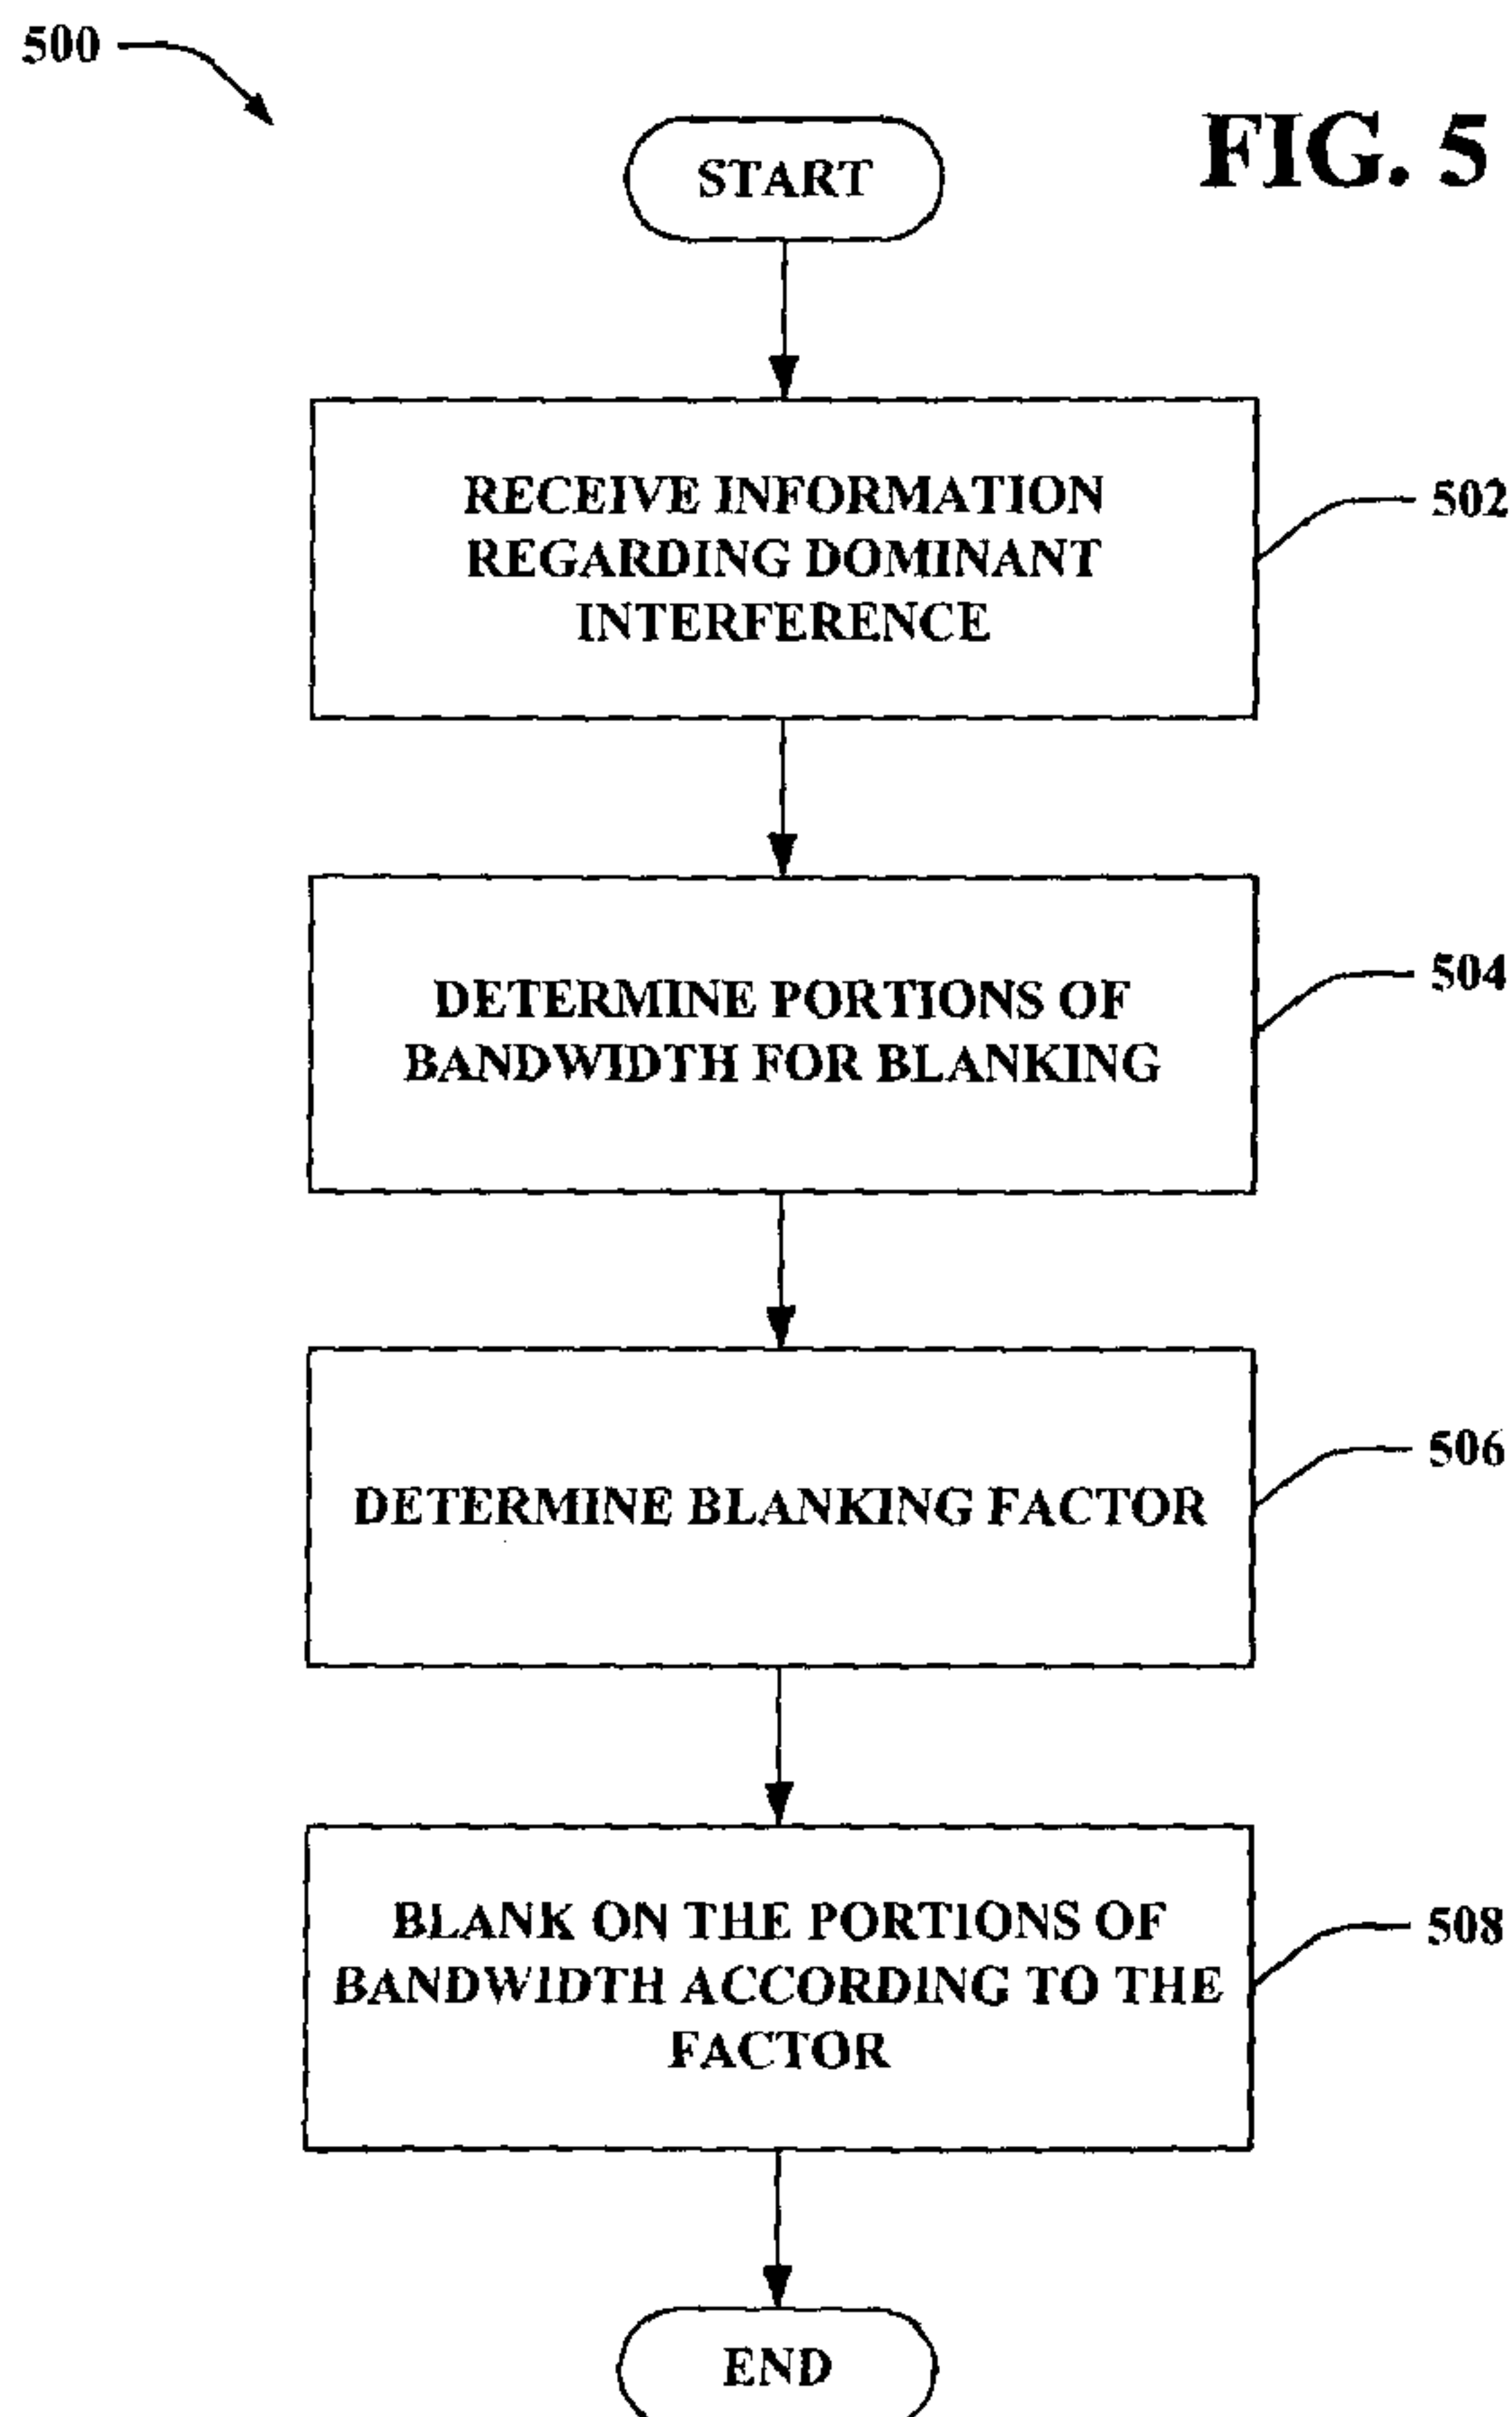 500
FIG. 5
START
RECEIVE INFORMATION
REGARDING DOMINANT
INTERFERENCE
502
DETERMINE PORTIONS OF
BANDWIDTH FOR BLANKING
504
DETERMINE BLANKING FACTOR
506
BLANK ON THE PORTIONS OF
BANDWIDTH ACCORDING TO THE
FACTOR
508
END